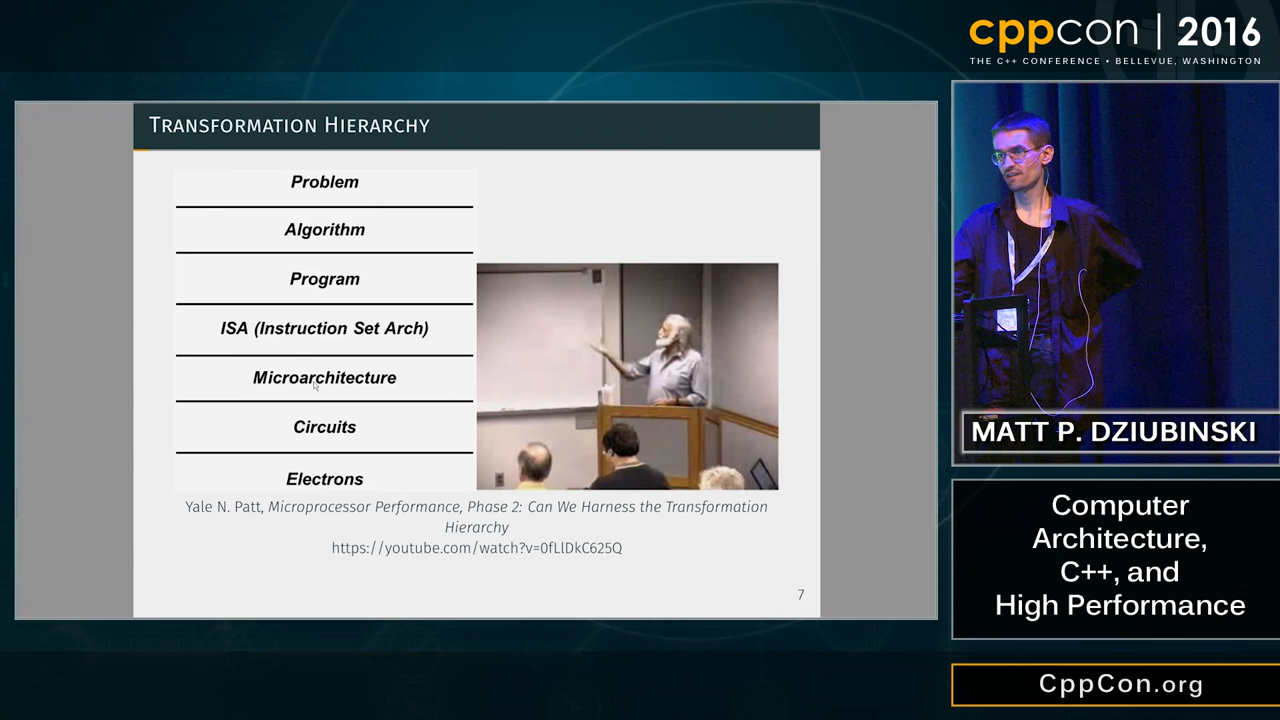 cppcon | 2016
THE C++ CONFERENCE • BELLEVUE, WASHINGTON
TRANSFORMATION HIERARCHY
Problem
Algorithm
Program
ISA (Instruction Set Arch)
Microarchitecture
Circuits
Electrons
Yale N. Patt, Microprocessor Performance, Phase 2: Can We Harness the Transformation
Hierarchy
https://youtube.com/watch?v=0fLlDkC625Q
7
MATT P. DZIUBINSKI
Computer
Architecture,
C++, and
High Performance
CppCon.org